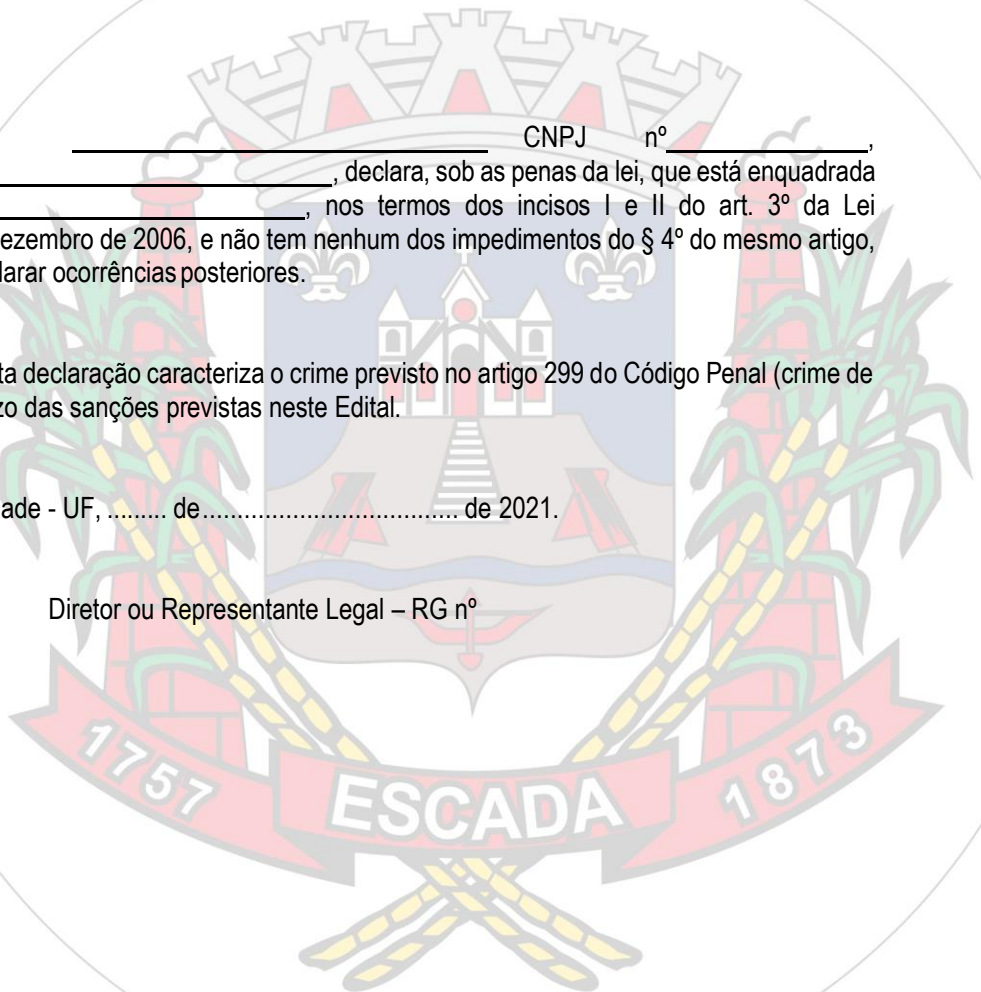 CNPJ nº ,
, declara, sob as penas da lei, que está enquadrada
, nos termos dos incisos I e II do art. 3º da Lei
ezembro de 2006, e não tem nenhum dos impedimentos do § 4º do mesmo artigo,
larar ocorrências posteriores.
ta declaração caracteriza o crime previsto no artigo 299 do Código Penal (crime de
zo das sanções previstas neste Edital.
ade - UF, ......... de...................................... de 2021.
Diretor ou Representante Legal – RG nº
1757 ESCADA 1873